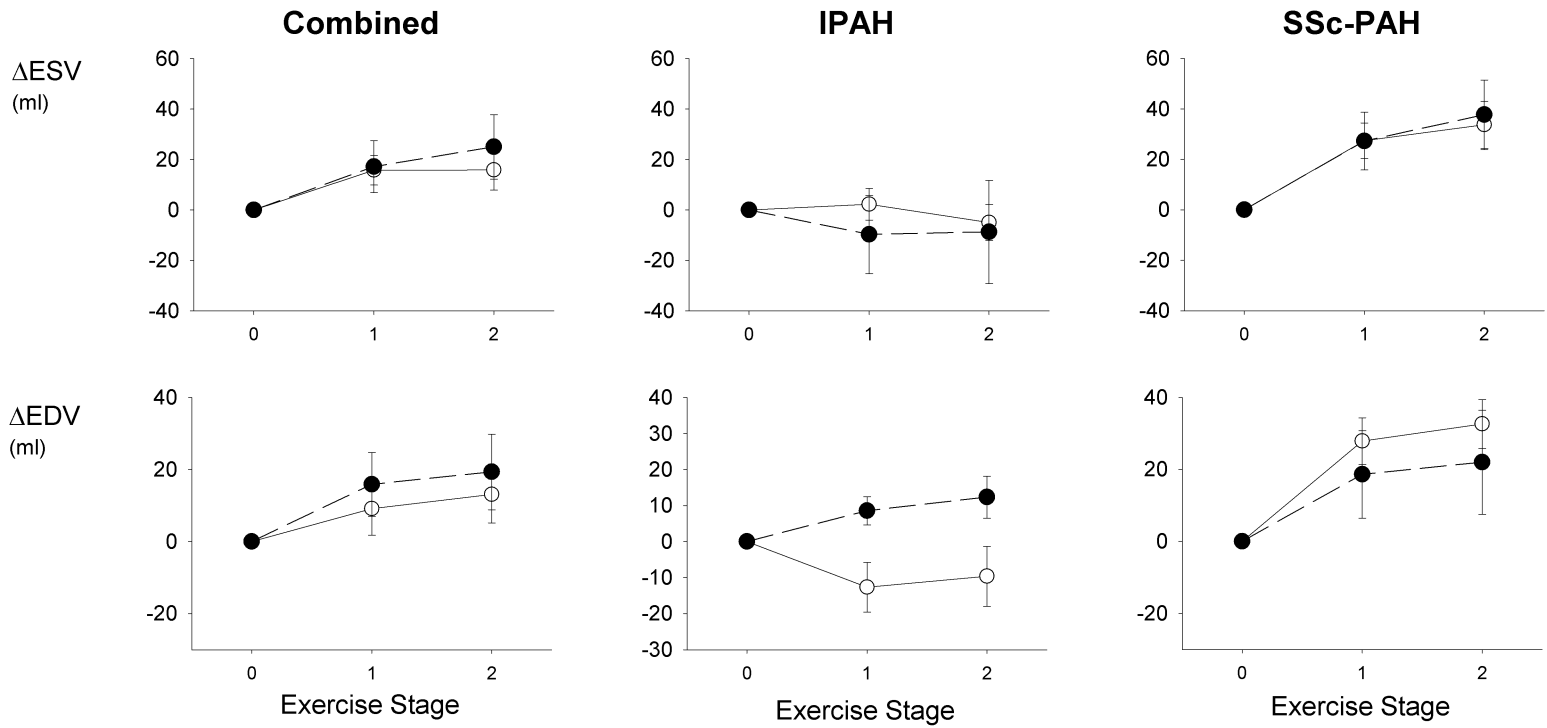 Combined IPAH SSc-PAH
ΔESV
(ml)
60 60 60
40 40 40
20 20 20
0 0 0
-20 -20 -20
-40 -40 -40
0 1 2 0 1 2 0 1 2
ΔEDV
(ml)
40 40 40
30
20 20 20
10
0 0 0
-10
-20 -20 -20
-30
0 1 2 0 1 2 0 1 2
Exercise Stage Exercise Stage Exercise Stage